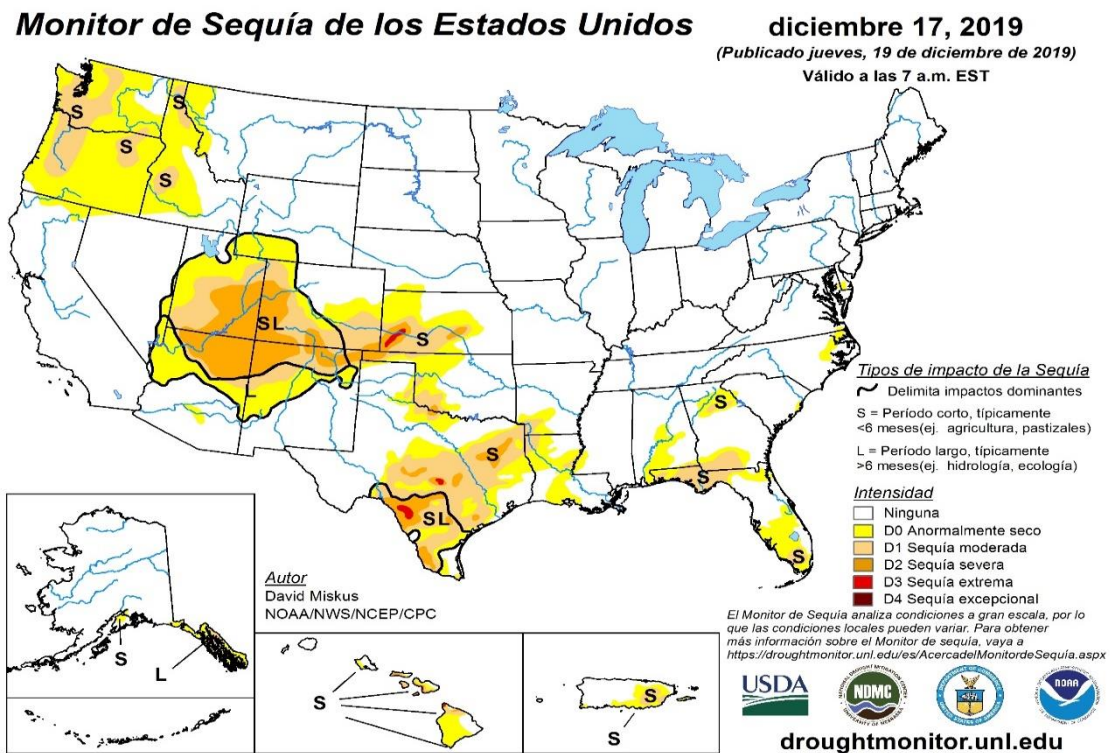 Monitor de Sequía de los Estados Unidos
diciembre 17, 2019
(Publicado jueves, 19 de diciembre de 2019)
Válido a las 7 a.m. EST
S
S
S
S
SL
S
L
S
SL
S
S
S
Tipos de impacto de la Sequía
Delimita impactos dominantes
S = Período corto, típicamente
<6 meses(ej. agricultura, pastizales)
L = Período largo, típicamente
>6 meses(ej. hidrología, ecología)
Intensidad
Ninguna
D0 Anormalmente seco
D1 Sequía moderada
D2 Sequía severa
D3 Sequía extrema
D4 Sequía excepcional
Autor
David Miskus
NOAA/NWS/NCEP/CPC
S
L
S
S
S
El Monitor de Sequía analiza condiciones a gran escala, por lo
que las condiciones locales pueden variar. Para obtener
más información sobre el Monitor de sequía, vaya a
https://droughtmonitor.unl.edu/es/AcercadelMonitordeSequía.aspx
USDA
NDMC
NOAA
droughtmonitor.unl.edu